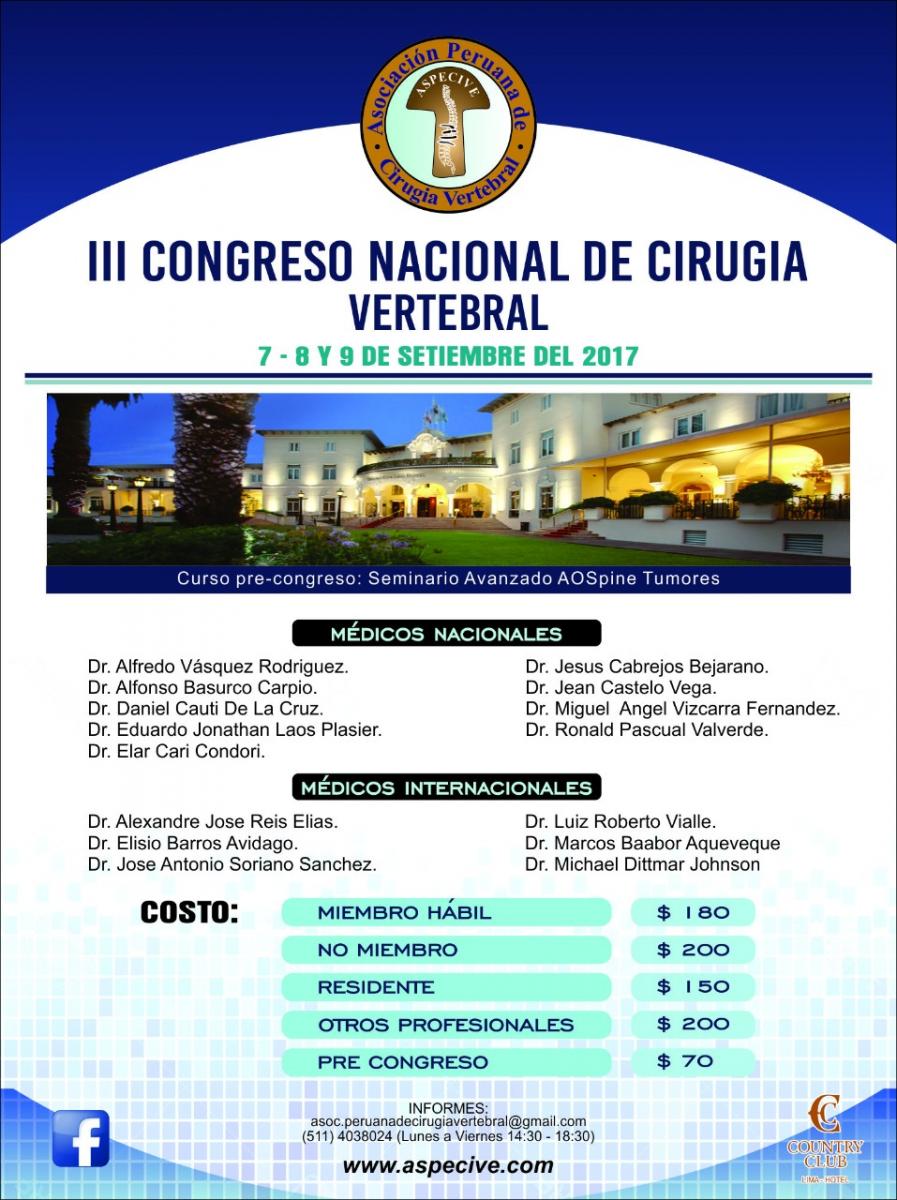 Asociación Peruana de
Cirugia Vertebral
ASPECIVE
III CONGRESO NACIONAL DE CIRUGIA
VERTEBRAL
7 - 8 Y 9 DE SETIEMBRE DEL 2017
Curso pre-congreso: Seminario Avanzado AOSpine Tumores
MÉDICOS NACIONALES
Dr. Alfredo Vásquez Rodriguez.
Dr. Alfonso Basurco Carpio.
Dr. Daniel Cauti De La Cruz.
Dr. Eduardo Jonathan Laos Plasier.
Dr. Elar Cari Condori.
Dr. Jesus Cabrejos Bejarano.
Dr. Jean Castelo Vega.
Dr. Miguel Angel Vizcarra Fernandez.
Dr. Ronald Pascual Valverde.
MÉDICOS INTERNACIONALES
Dr. Alexandre Jose Reis Elias.
Dr. Elisio Barros Avidago.
Dr. Jose Antonio Soriano Sanchez.
Dr. Luiz Roberto Vialle.
Dr. Marcos Baabor Aqueveque
Dr. Michael Dittmar Johnson
COSTO:
MIEMBRO HÁBIL $ 180
NO MIEMBRO $ 200
RESIDENTE $ 150
OTROS PROFESIONALES $ 200
PRE CONGRESO $ 70
INFORMES:
asoc.peruanadecirugiavertebral@gmail.com
(511) 4038024 (Lunes a Viernes 14:30 - 18:30)
www.aspecive.com
f
CC
COUNTRY
CLUB
LIMA - HOTEL